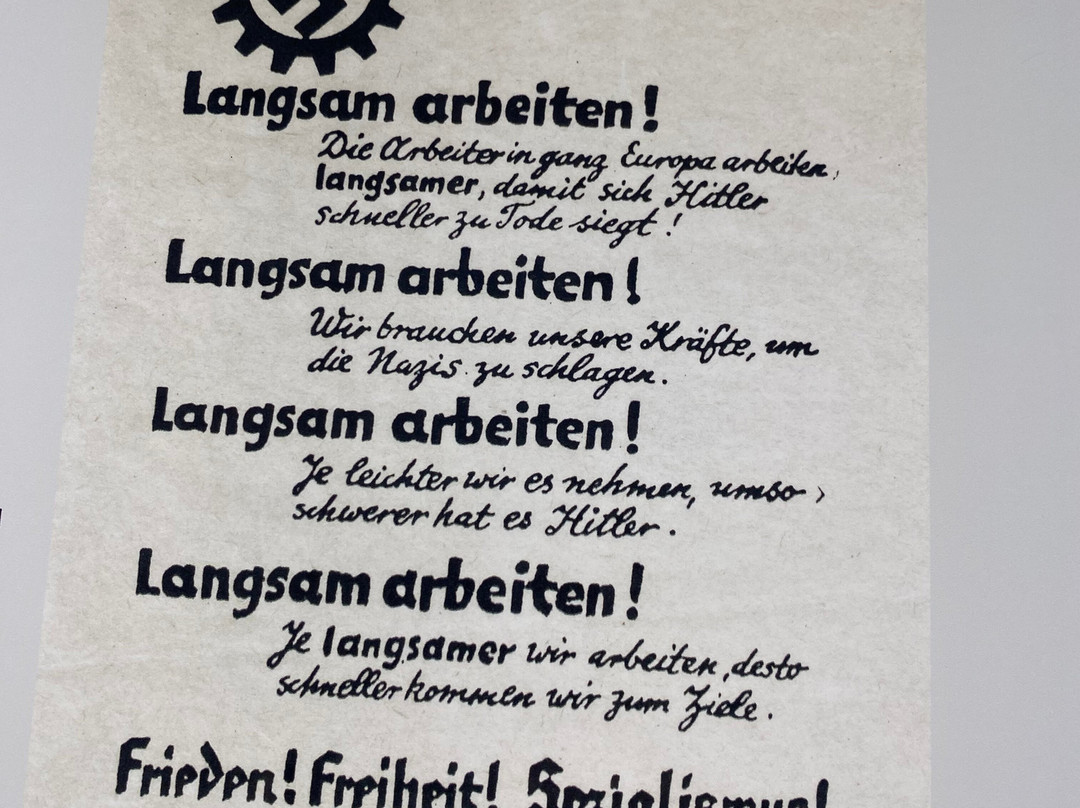 Langsam arbeiten!
Die Arbeiter in ganz Europa arbeiten,
langsamer, damit sich Hitler
schneller zu Tode siegt!
Langsam arbeiten!
Wir brauchen unsere Kräfte, um
die Nazis zu schlagen.
Langsam arbeiten!
Je leichter wir es nehmen, umso
schwerer hat es Hitler.
Langsam arbeiten!
Je langsamer wir arbeiten, desto
schneller kommen wir zum Ziele.
Frieden! Freiheit! Sozialismus!